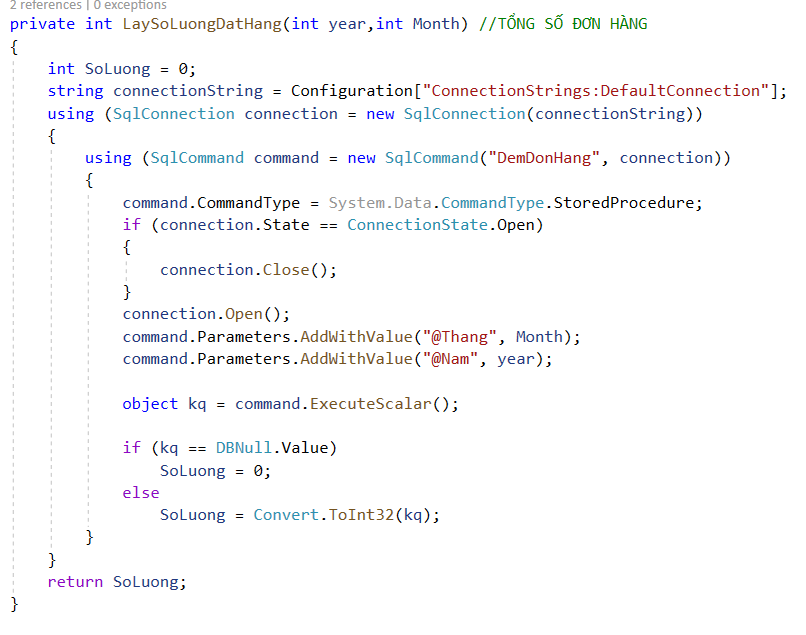 2 references | 0 exceptions
private int LaySoLuongDatHang(int year,int Month) //TỔNG SỐ ĐƠN HÀNG
{
int SoLuong = 0;
string connectionString = Configuration["ConnectionStrings:DefaultConnection"];
using (SqlConnection connection = new SqlConnection(connectionString))
{
using (SqlCommand command = new SqlCommand("DemDonHang", connection))
{
command.CommandType = System.Data.CommandType.StoredProcedure;
if (connection.State == ConnectionState.Open)
{
connection.Close();
}
connection.Open();
command.Parameters.AddWithValue("@Thang", Month);
command.Parameters.AddWithValue("@Nam", year);
object kq = command.ExecuteScalar();
if (kq == DBNull.Value)
SoLuong = 0;
else
SoLuong = Convert.ToInt32(kq);
}
}
return SoLuong;
}